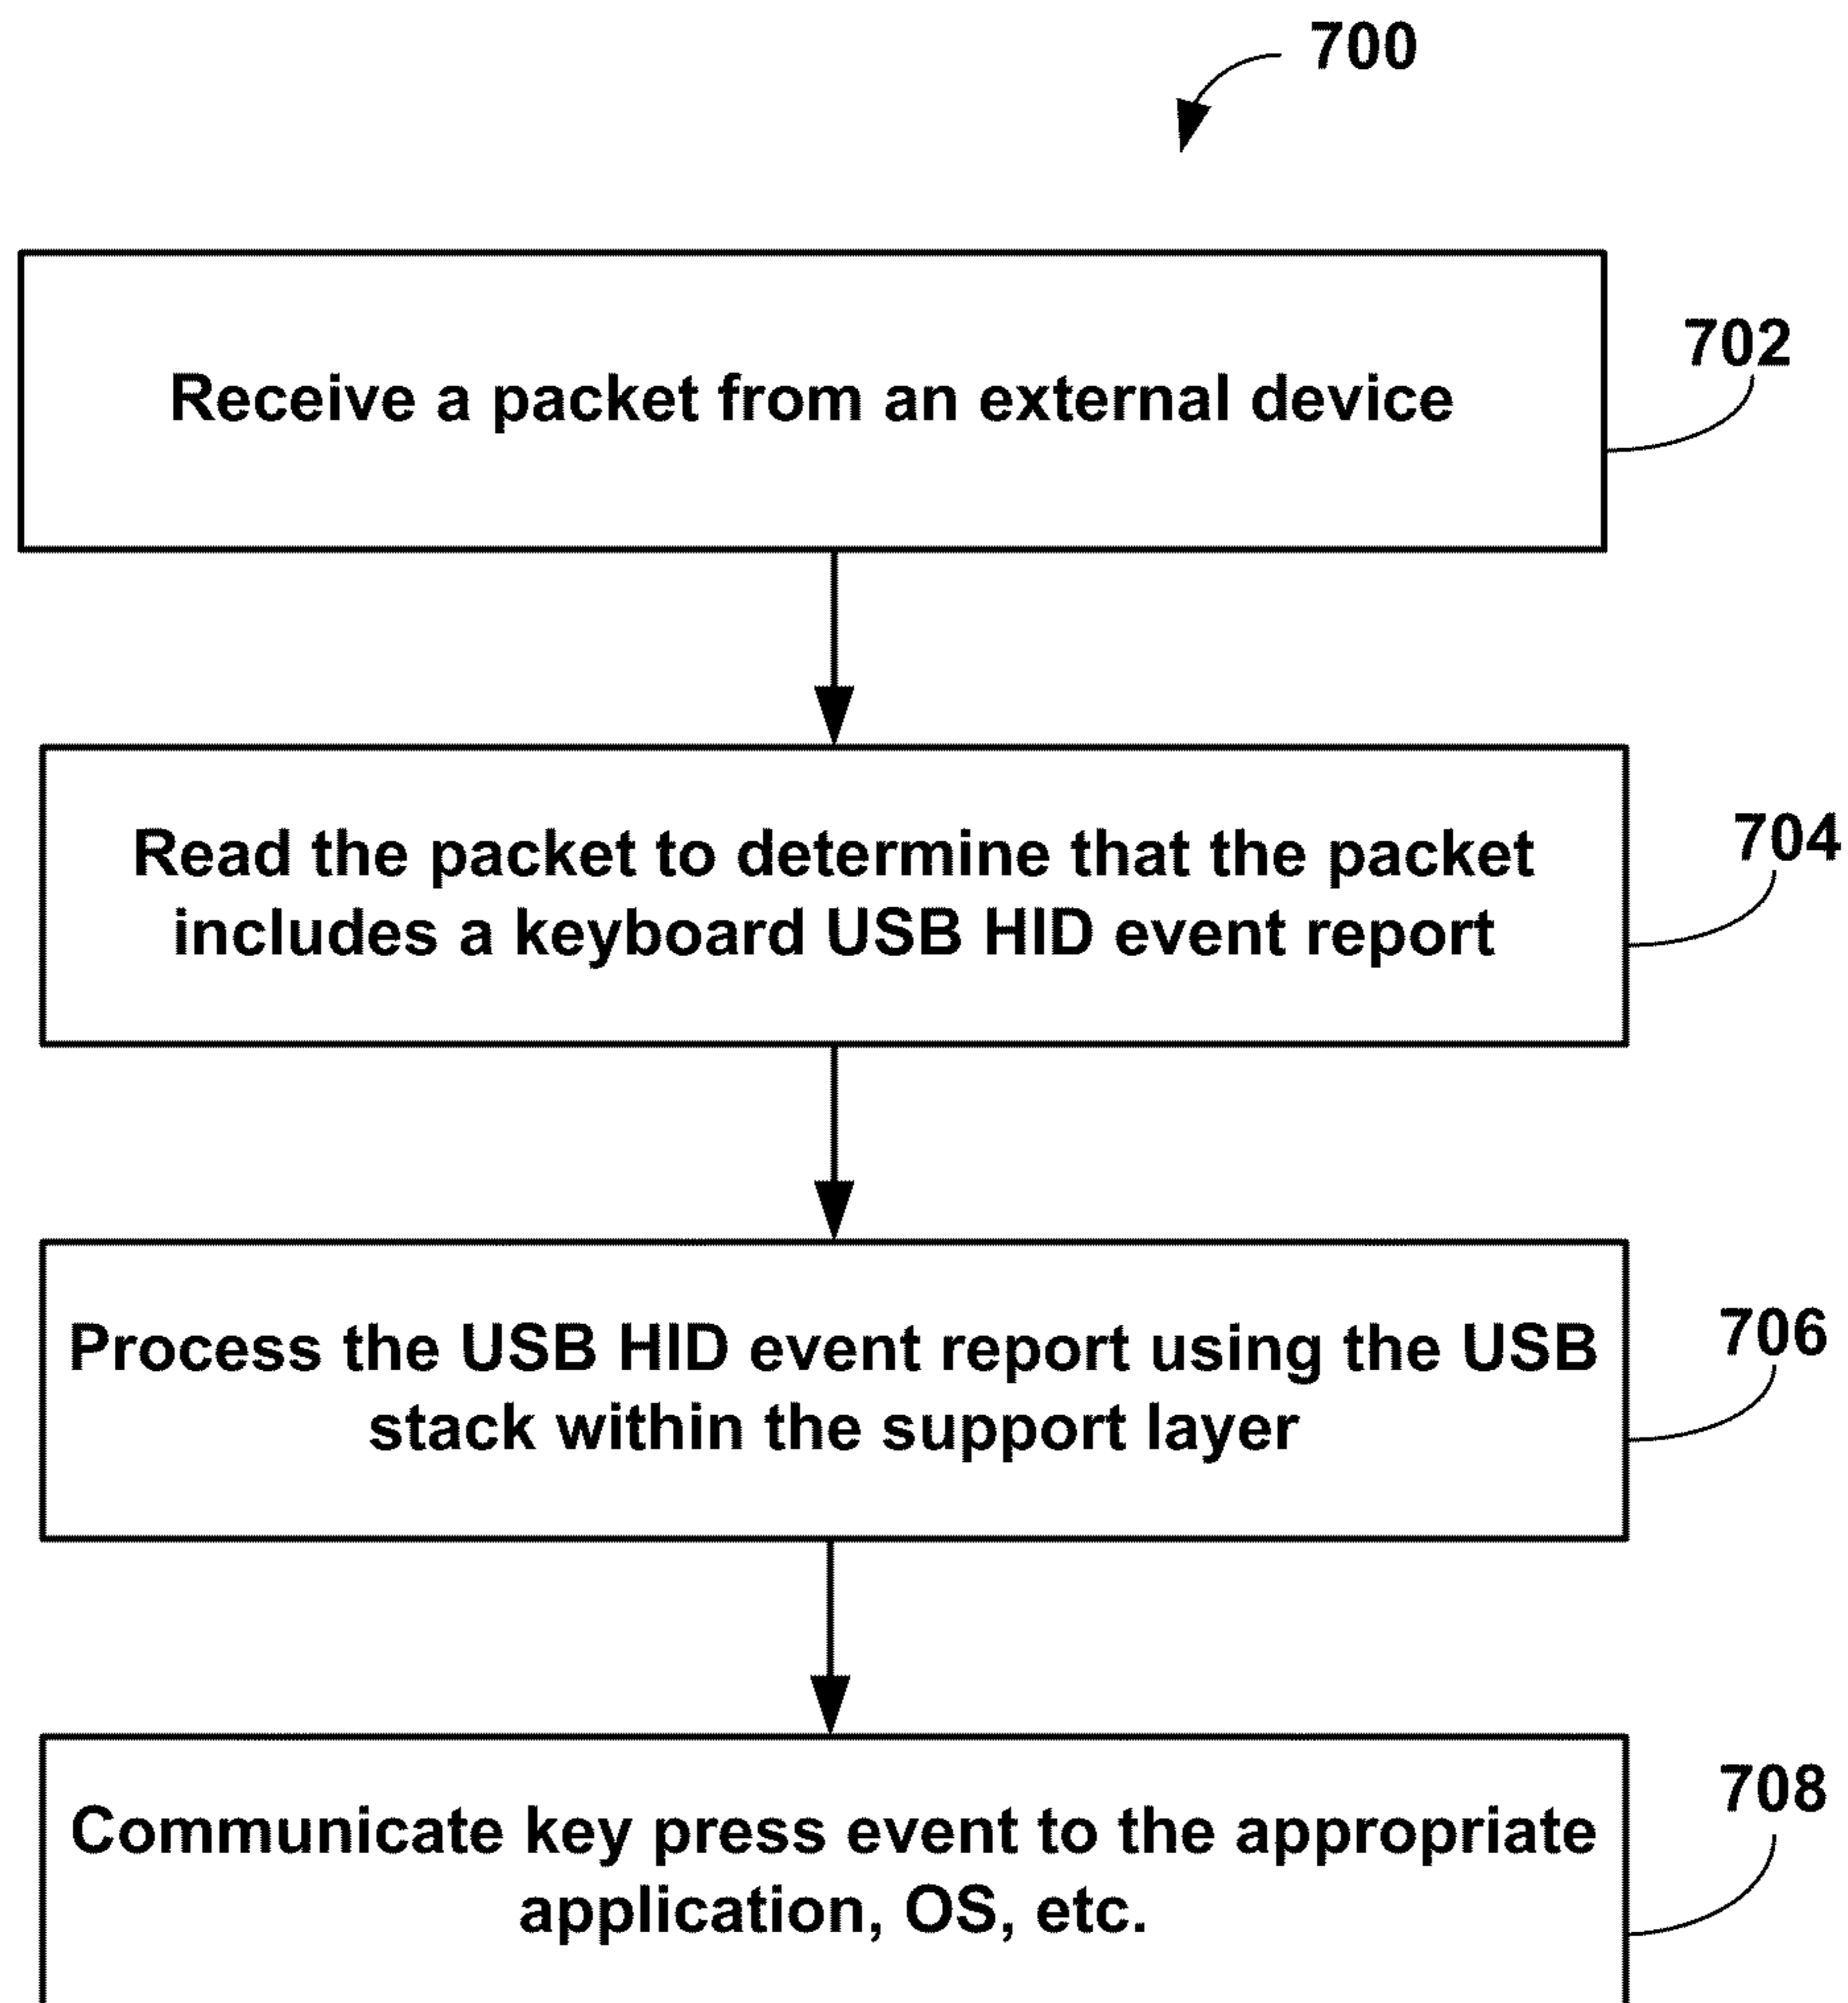 700
Receive a packet from an external device
702
Read the packet to determine that the packet
includes a keyboard USB HID event report
704
Process the USB HID event report using the USB
stack within the support layer
706
Communicate key press event to the appropriate
application, OS, etc.
708